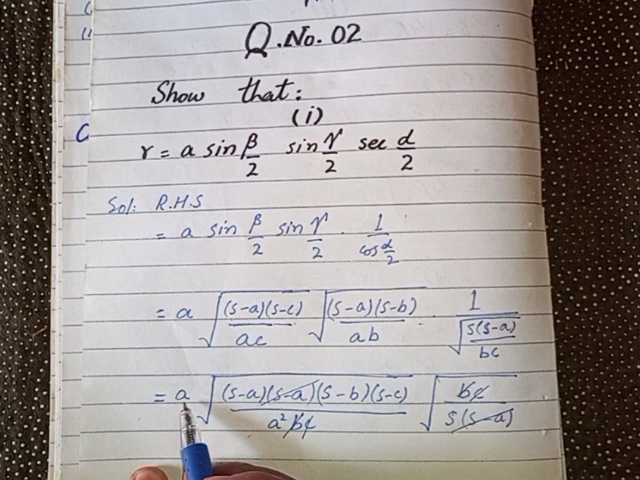 Q.No. 02
Show that:
(i)
r = a sin β/2 sin γ/2 sec α/2
Sol: R.H.S
= a sin β/2 sin γ/2 · 1/cos α/2
= a √((s-a)(s-c)/ac) √((s-a)(s-b)/ab) · 1/√(s(s-a)/bc)
= a √((s-a)(s-a)(s-b)(s-c)/a²bc) √(bc/s(s-a))